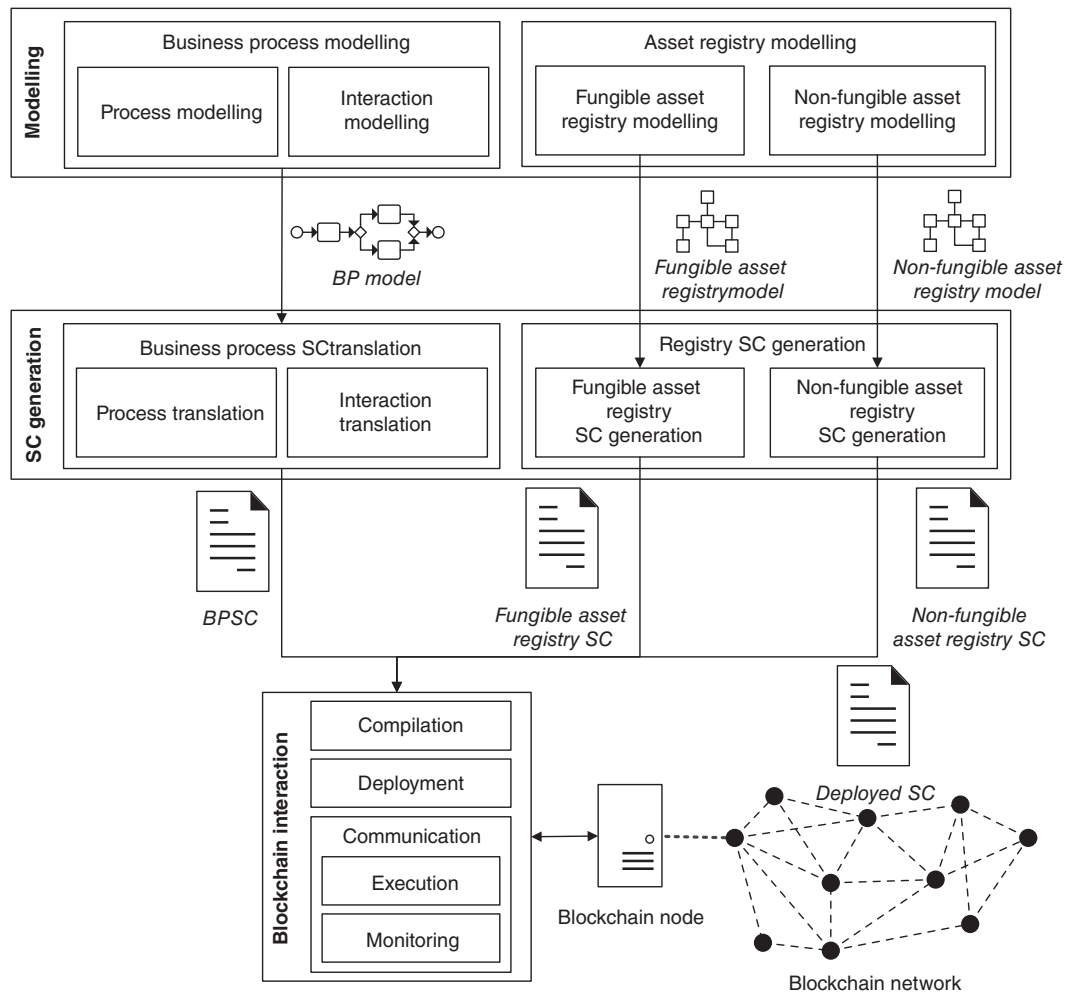 Modelling
Business process modelling
Process modelling
Interaction
modelling
Asset registry modelling
Fungible asset
registry modelling
Non-fungible asset
registry modelling
BP model
Fungible asset
registrymodel
Non-fungible asset
registry model
SC generation
Business process SCtranslation
Process translation
Interaction
translation
Registry SC generation
Fungible asset
registry
SC generation
Non-fungible asset
registry
SC generation
BPSC
Fungible asset
registry SC
Non-fungible
asset registry SC
Blockchain interaction
Compilation
Deployment
Communication
Execution
Monitoring
Blockchain node
Deployed SC
Blockchain network